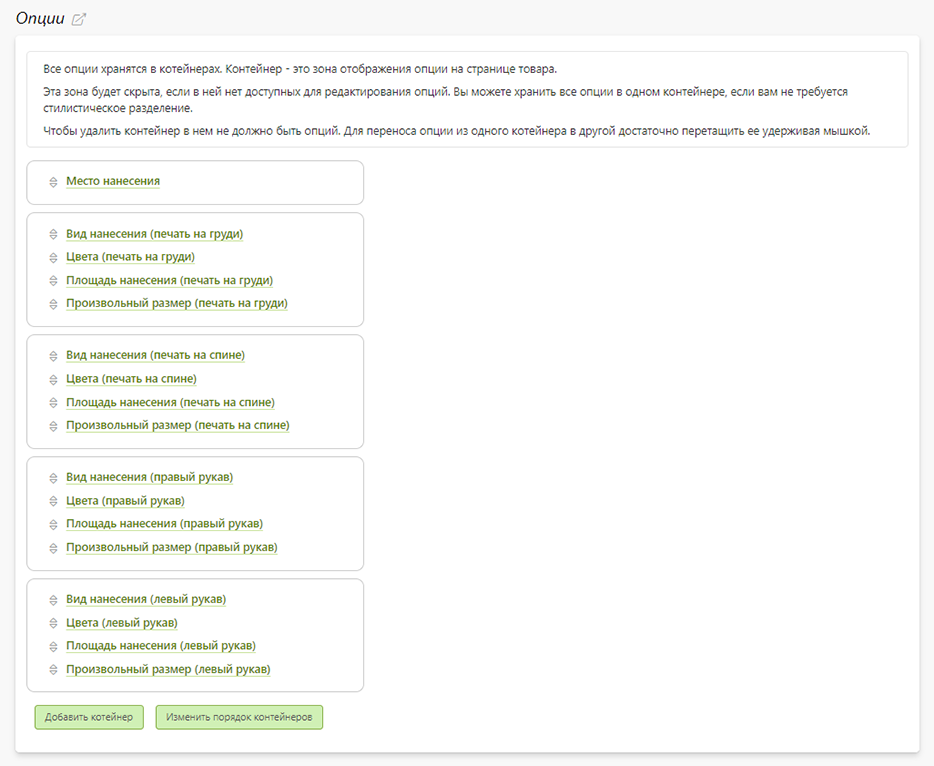 Опции
Все опции хранятся в котейнерах. Контейнер - это зона отображения опции на странице товара.
Эта зона будет скрыта, если в ней нет доступных для редактирования опций. Вы можете хранить все опции в одном контейнере, если вам не требуется
стилистическое разделение.
Чтобы удалить контейнер в нем не должно быть опций. Для переноса опции из одного котейнера в другой достаточно перетащить ее удерживая мышкой.
Место нанесения
Вид нанесения (печать на груди)
Цвета (печать на груди)
Площадь нанесения (печать на груди)
Произвольный размер (печать на груди)
Вид нанесения (печать на спине)
Цвета (печать на спине)
Площадь нанесения (печать на спине)
Произвольный размер (печать на спине)
Вид нанесения (правый рукав)
Цвета (правый рукав)
Площадь нанесения (правый рукав)
Произвольный размер (правый рукав)
Вид нанесения (левый рукав)
Цвета (левый рукав)
Площадь нанесения (левый рукав)
Произвольный размер (левый рукав)
Добавить котейнер
Изменить порядок контейнеров